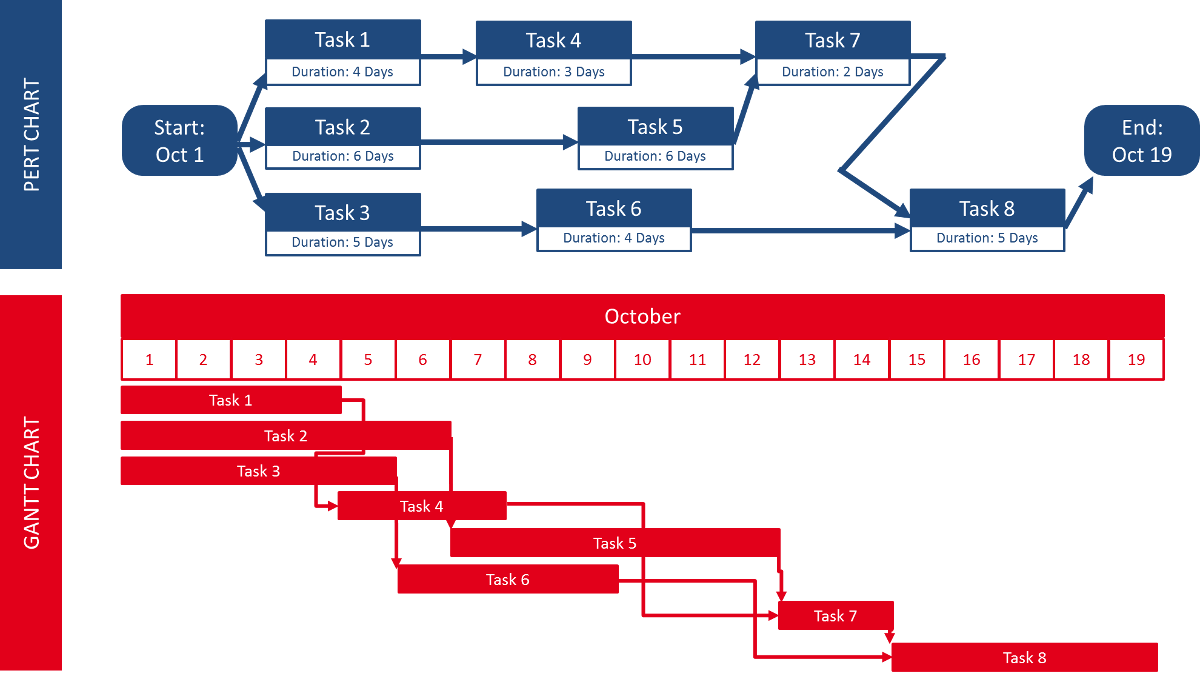 PERT CHART
Start:
Oct 1
Task 1
Duration: 4 Days
Task 4
Duration: 3 Days
Task 7
Duration: 2 Days
Task 2
Duration: 6 Days
Task 5
Duration: 6 Days
Task 3
Duration: 5 Days
Task 6
Duration: 4 Days
Task 8
Duration: 5 Days
End:
Oct 19
GANTT CHART
October
1 2 3 4 5 6 7 8 9 10 11 12 13 14 15 16 17 18 19
Task 1
Task 2
Task 3
Task 4
Task 5
Task 6
Task 7
Task 8